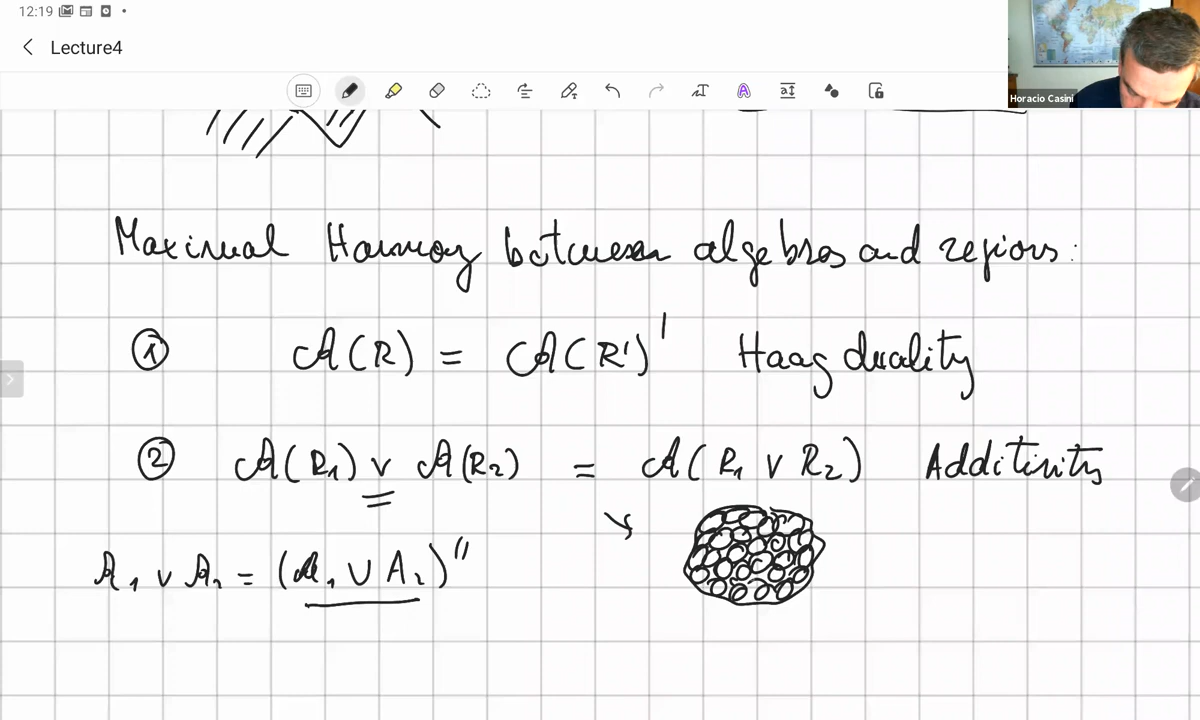 12:19
Lecture4
Horacio Casini
Maximal Harmony between algebras and regions:
① A(R) = A(R')' Haag duality
② A(R₁) ∨ A(R₂) = A(R₁ ∨ R₂) Additivity
A₁ ∨ A₂ = (A₁ ∪ A₂)''